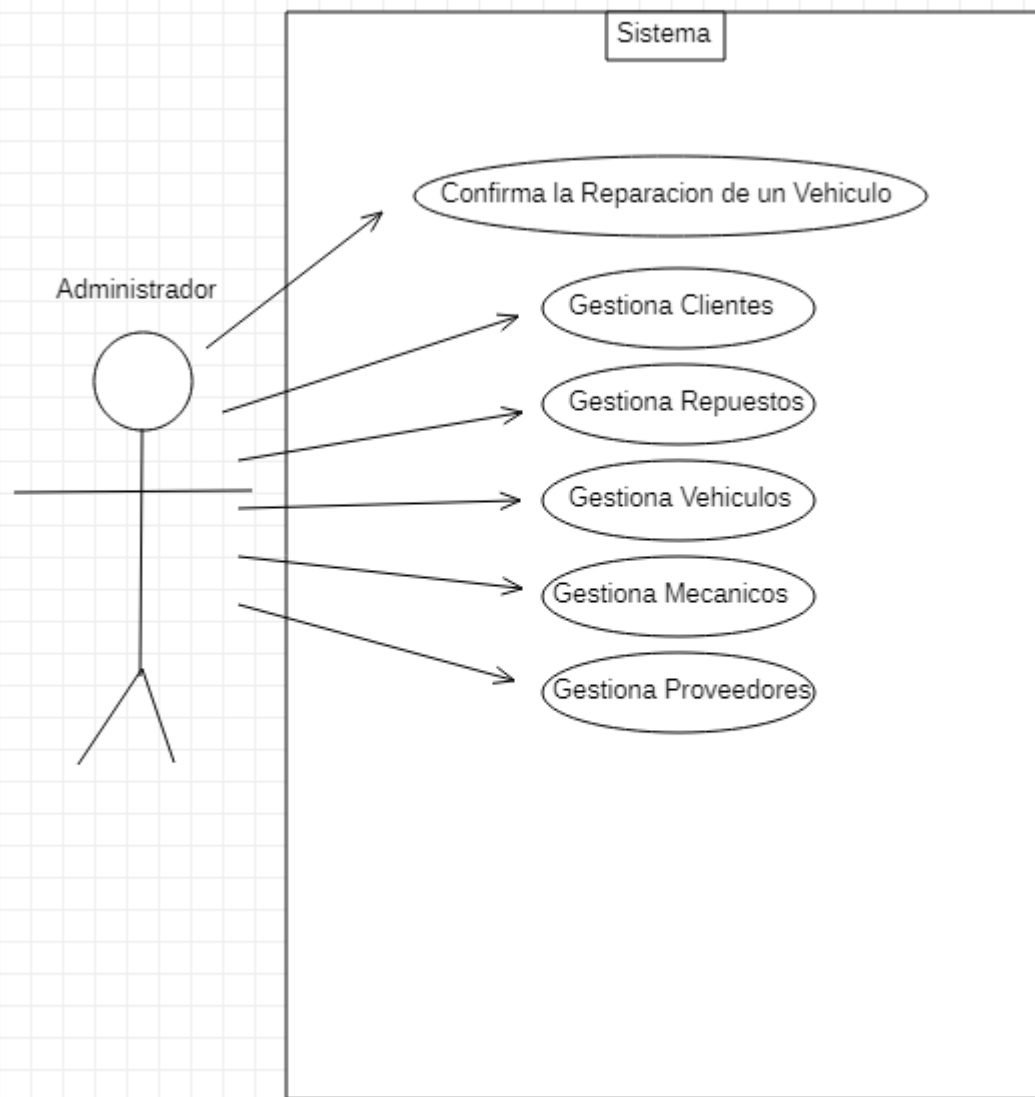 Sistema
Confirma la Reparacion de un Vehiculo
Administrador
Gestiona Clientes
Gestiona Repuestos
Gestiona Vehiculos
Gestiona Mecanicos
Gestiona Proveedores